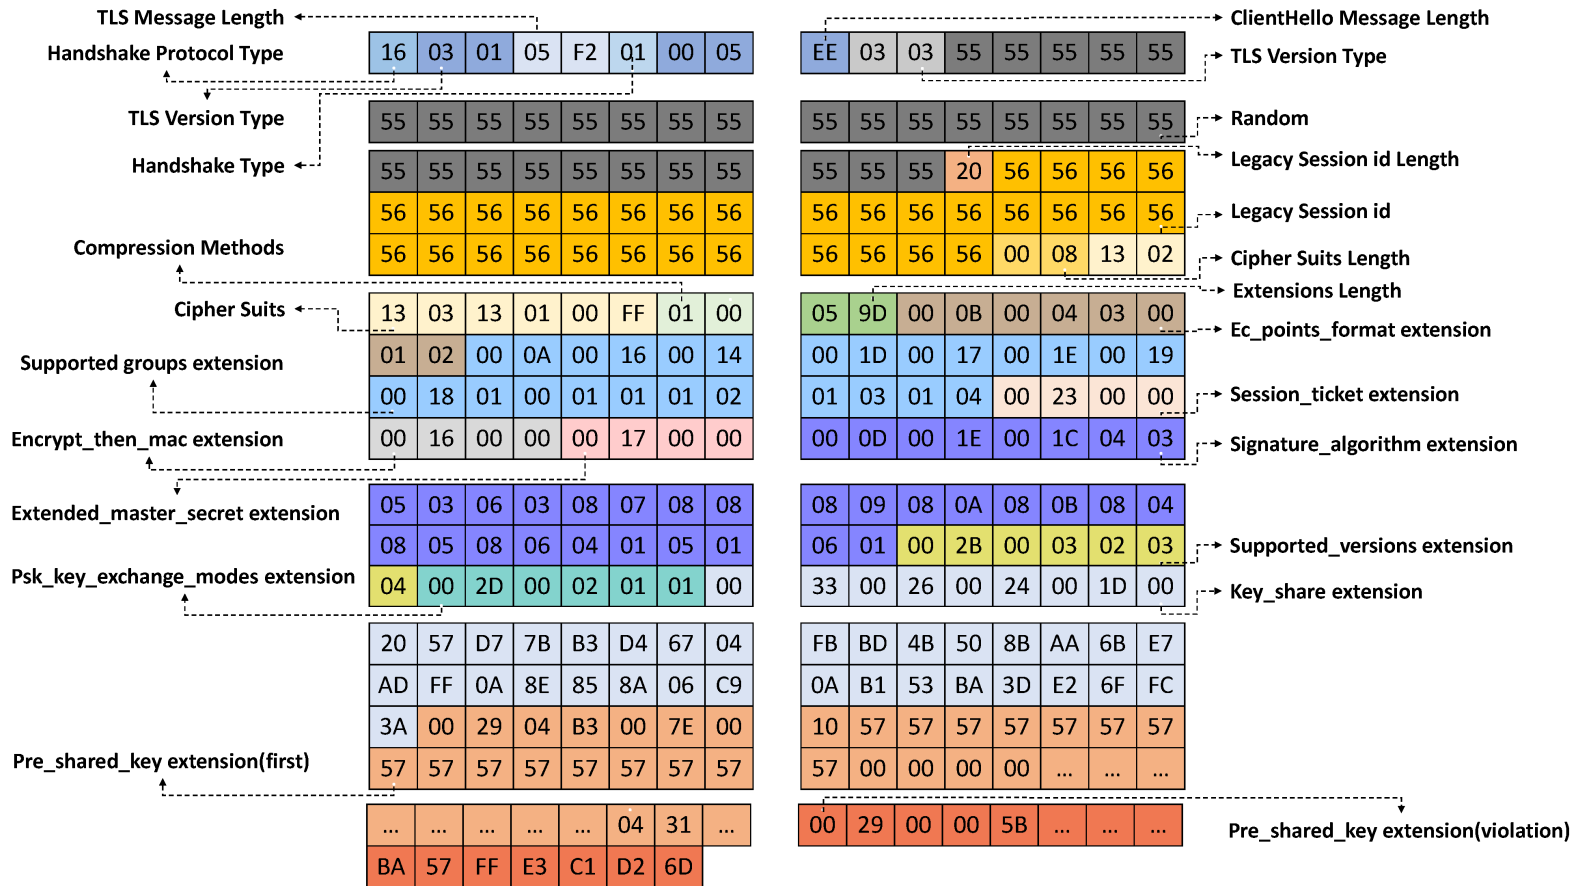 TLS Message Length
ClientHello Message Length
Handshake Protocol Type
16 03 01 05 F2 01 00 05 EE 03 03 55 55 55 55 55
TLS Version Type
TLS Version Type
55 55 55 55 55 55 55 55 55 55 55 55 55 55 55 55
Random
Handshake Type
55 55 55 55 55 55 55 55 55 55 55 20 56 56 56 56
Legacy Session id Length
56 56 56 56 56 56 56 56 56 56 56 56 56 56 56 56
Legacy Session id
Compression Methods
56 56 56 56 56 56 56 56 56 56 56 56 00 08 13 02
Cipher Suits Length
Extensions Length
Cipher Suits
13 03 13 01 00 FF 01 00 05 9D 00 0B 00 04 03 00
Ec_points_format extension
Supported groups extension
01 02 00 0A 00 16 00 14 00 1D 00 17 00 1E 00 19
00 18 01 00 01 01 01 02 01 03 01 04 00 23 00 00
Session_ticket extension
Encrypt_then_mac extension
00 16 00 00 00 17 00 00 00 0D 00 1E 00 1C 04 03
Signature_algorithm extension
Extended_master_secret extension
05 03 06 03 08 07 08 08 08 09 08 0A 08 0B 08 04
08 05 08 06 04 01 05 01 06 01 00 2B 00 03 02 03
Supported_versions extension
Psk_key_exchange_modes extension
04 00 2D 00 02 01 01 00 33 00 26 00 24 00 1D 00
Key_share extension
20 57 D7 7B B3 D4 67 04 FB BD 4B 50 8B AA 6B E7
AD FF 0A 8E 85 8A 06 C9 0A B1 53 BA 3D E2 6F FC
3A 00 29 04 B3 00 7E 00 10 57 57 57 57 57 57 57
Pre_shared_key extension(first)
57 57 57 57 57 57 57 57 57 00 00 00 00 ... ... ...
... ... ... ... ... 04 31 ... 00 29 00 00 5B ... ... ...
Pre_shared_key extension(violation)
BA 57 FF E3 C1 D2 6D